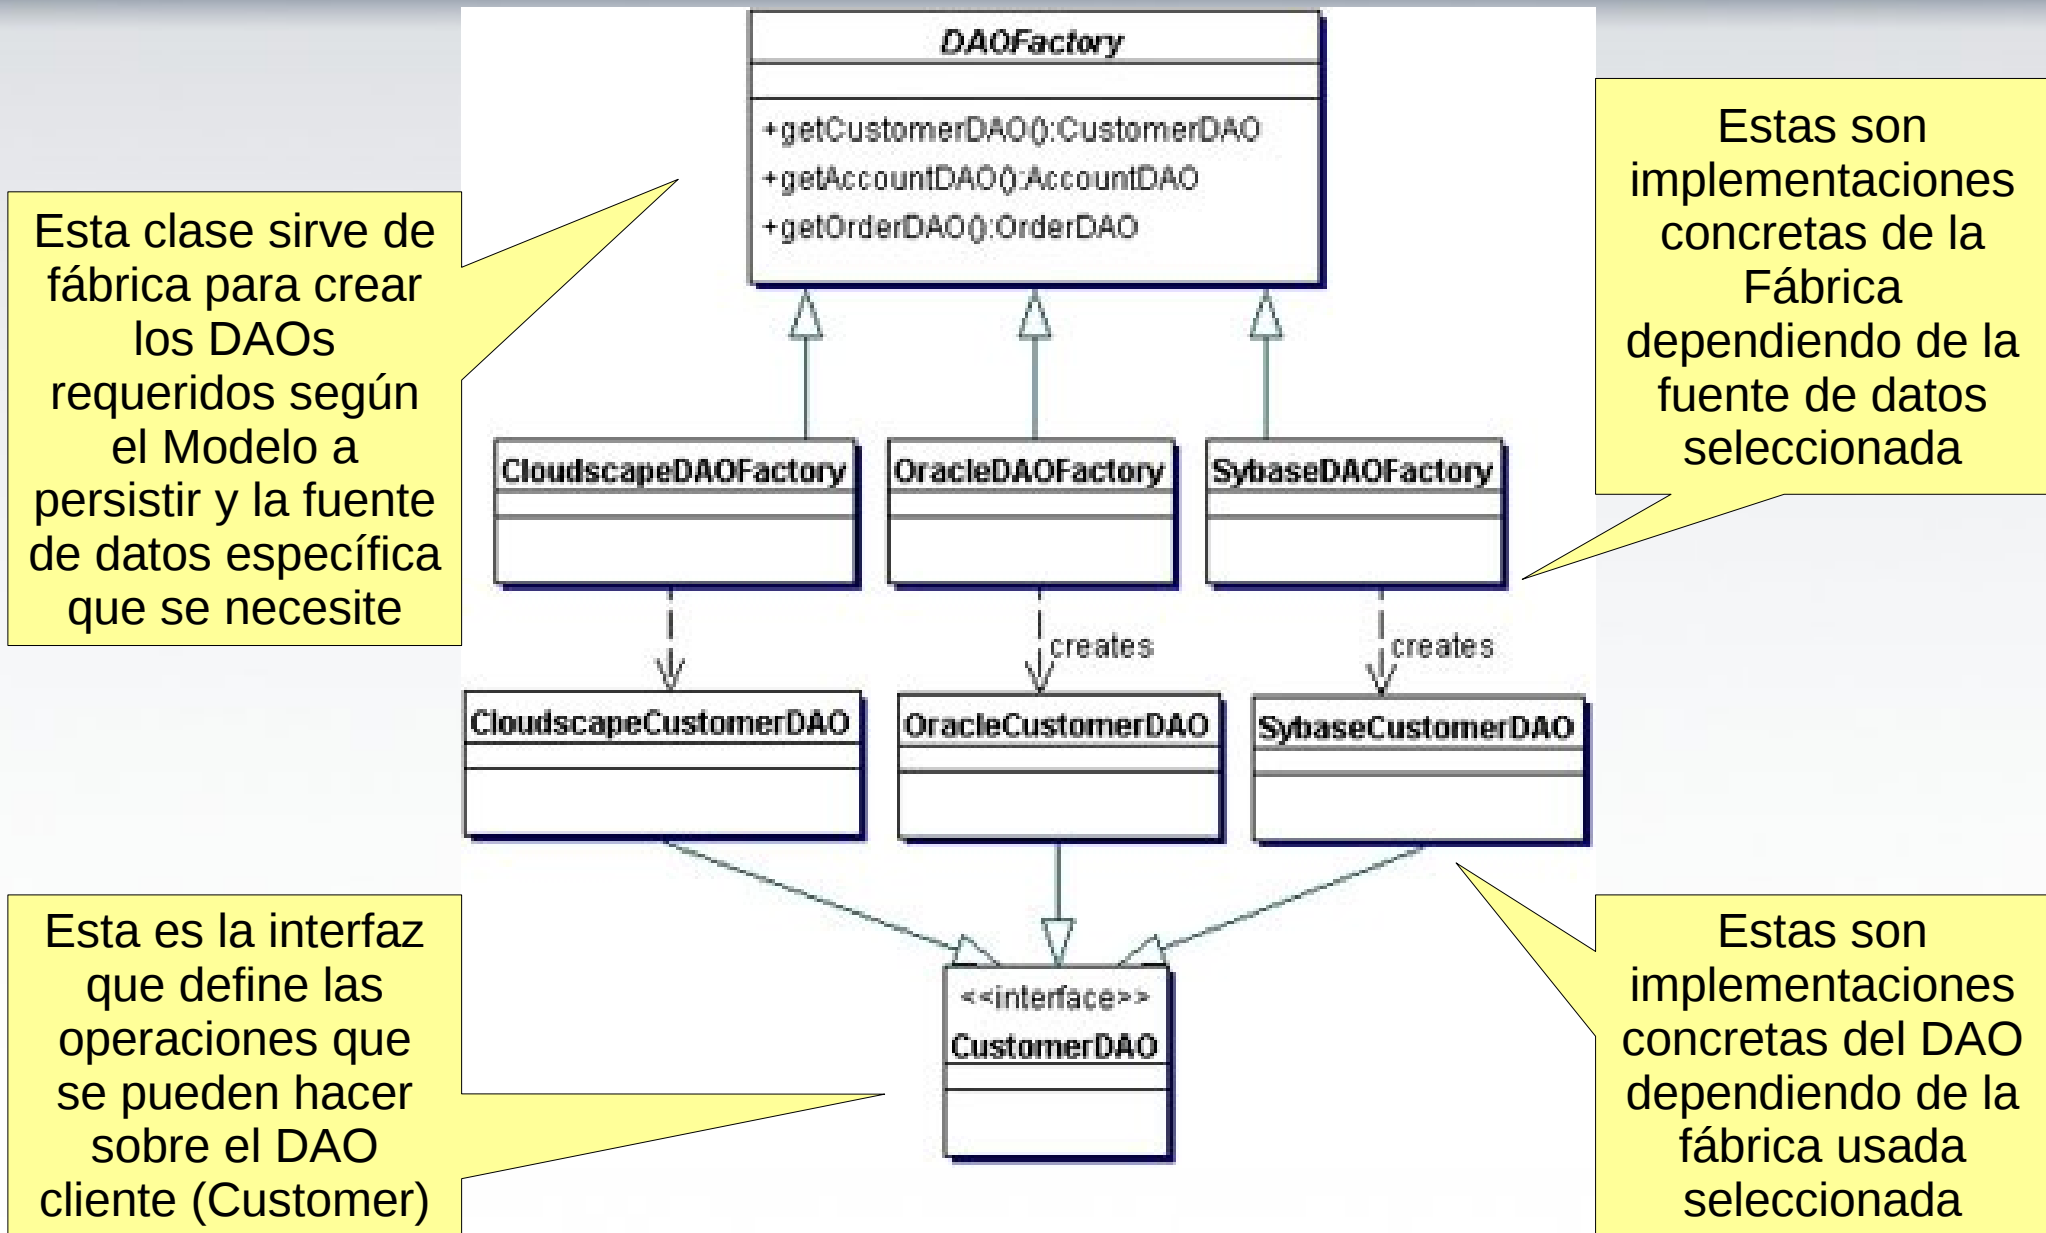 DAOFactory
+getCustomerDAO():CustomerDAO
+getAccountDAO():AccountDAO
+getOrderDAO():OrderDAO
Esta clase sirve de
fábrica para crear
los DAOs
requeridos según
el Modelo a
persistir y la fuente
de datos específica
que se necesite
Estas son
implementaciones
concretas de la
Fábrica
dependiendo de la
fuente de datos
seleccionada
CloudscapeDAOFactory
OracleDAOFactory
SybaseDAOFactory
creates
creates
CloudscapeCustomerDAO
OracleCustomerDAO
SybaseCustomerDAO
Esta es la interfaz
que define las
operaciones que
se pueden hacer
sobre el DAO
cliente (Customer)
<<interface>>
CustomerDAO
Estas son
implementaciones
concretas del DAO
dependiendo de la
fábrica usada
seleccionada